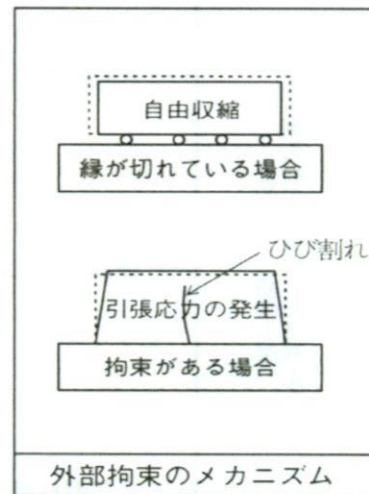 自由収縮
縁が切れている場合
ひび割れ
引張応力の発生
拘束がある場合
外部拘束のメカニズム